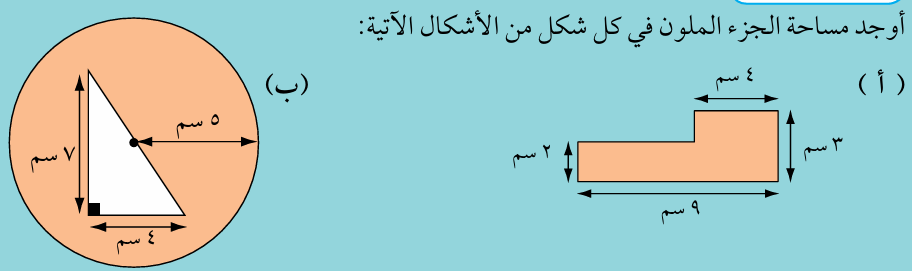 أوجد مساحة الجزء الملون في كل شكل من الأشكال الآتية:
( أ )
٤ سم
٣ سم
٢ سم
٩ سم
(ب)
٥ سم
٧ سم
٤ سم